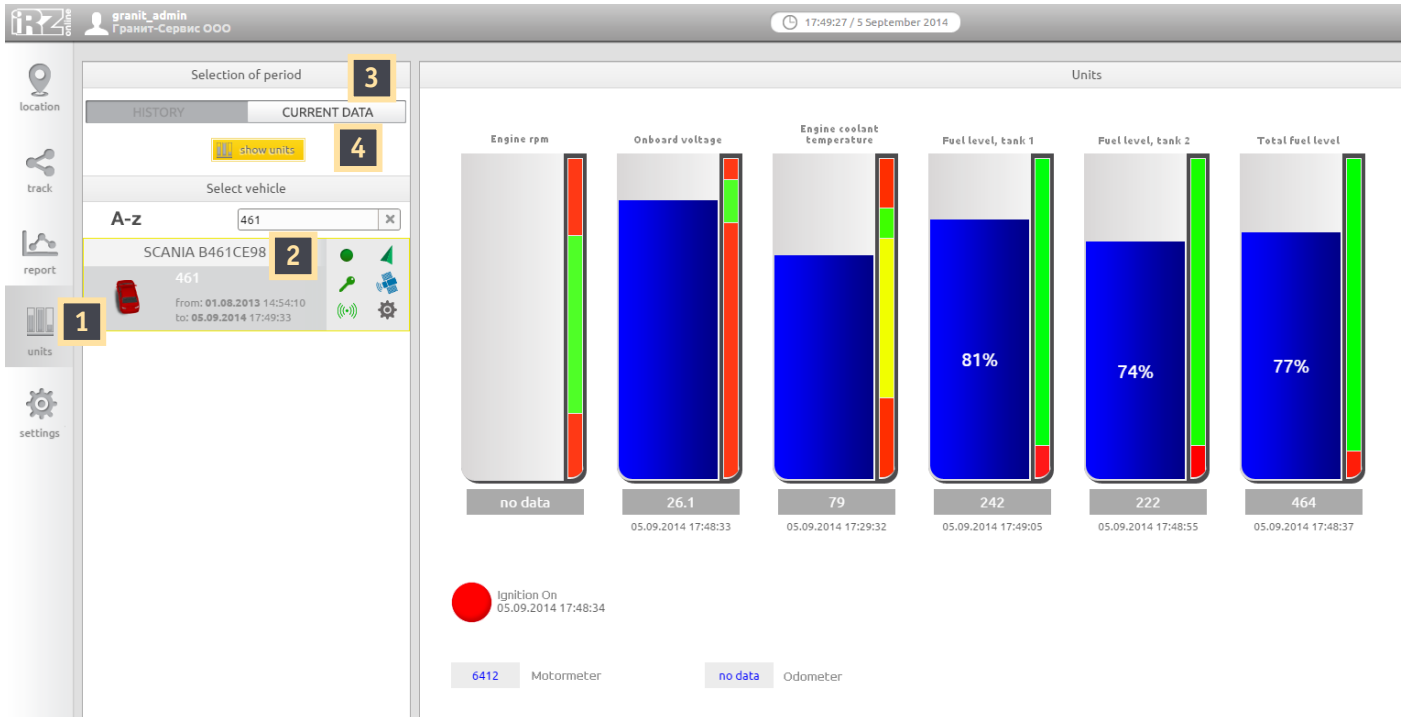 iRZ online
granit_admin
Гранит-Сервис ООО
17:49:27 / 5 September 2014
location
track
report
units
settings
1
Selection of period
3
HISTORY
CURRENT DATA
show units
4
Select vehicle
A-z
461
SCANIA B461CE98
2
461
from: 01.08.2013 14:54:10
to: 05.09.2014 17:49:33
Units
Engine rpm
no data
Onboard voltage
26.1
05.09.2014 17:48:33
Engine coolant
temperature
79
05.09.2014 17:29:32
Fuel level, tank 1
81%
242
05.09.2014 17:49:05
Fuel level, tank 2
74%
222
05.09.2014 17:48:55
Total fuel level
77%
464
05.09.2014 17:48:37
Ignition On
05.09.2014 17:48:34
6412 Motormeter
no data Odometer